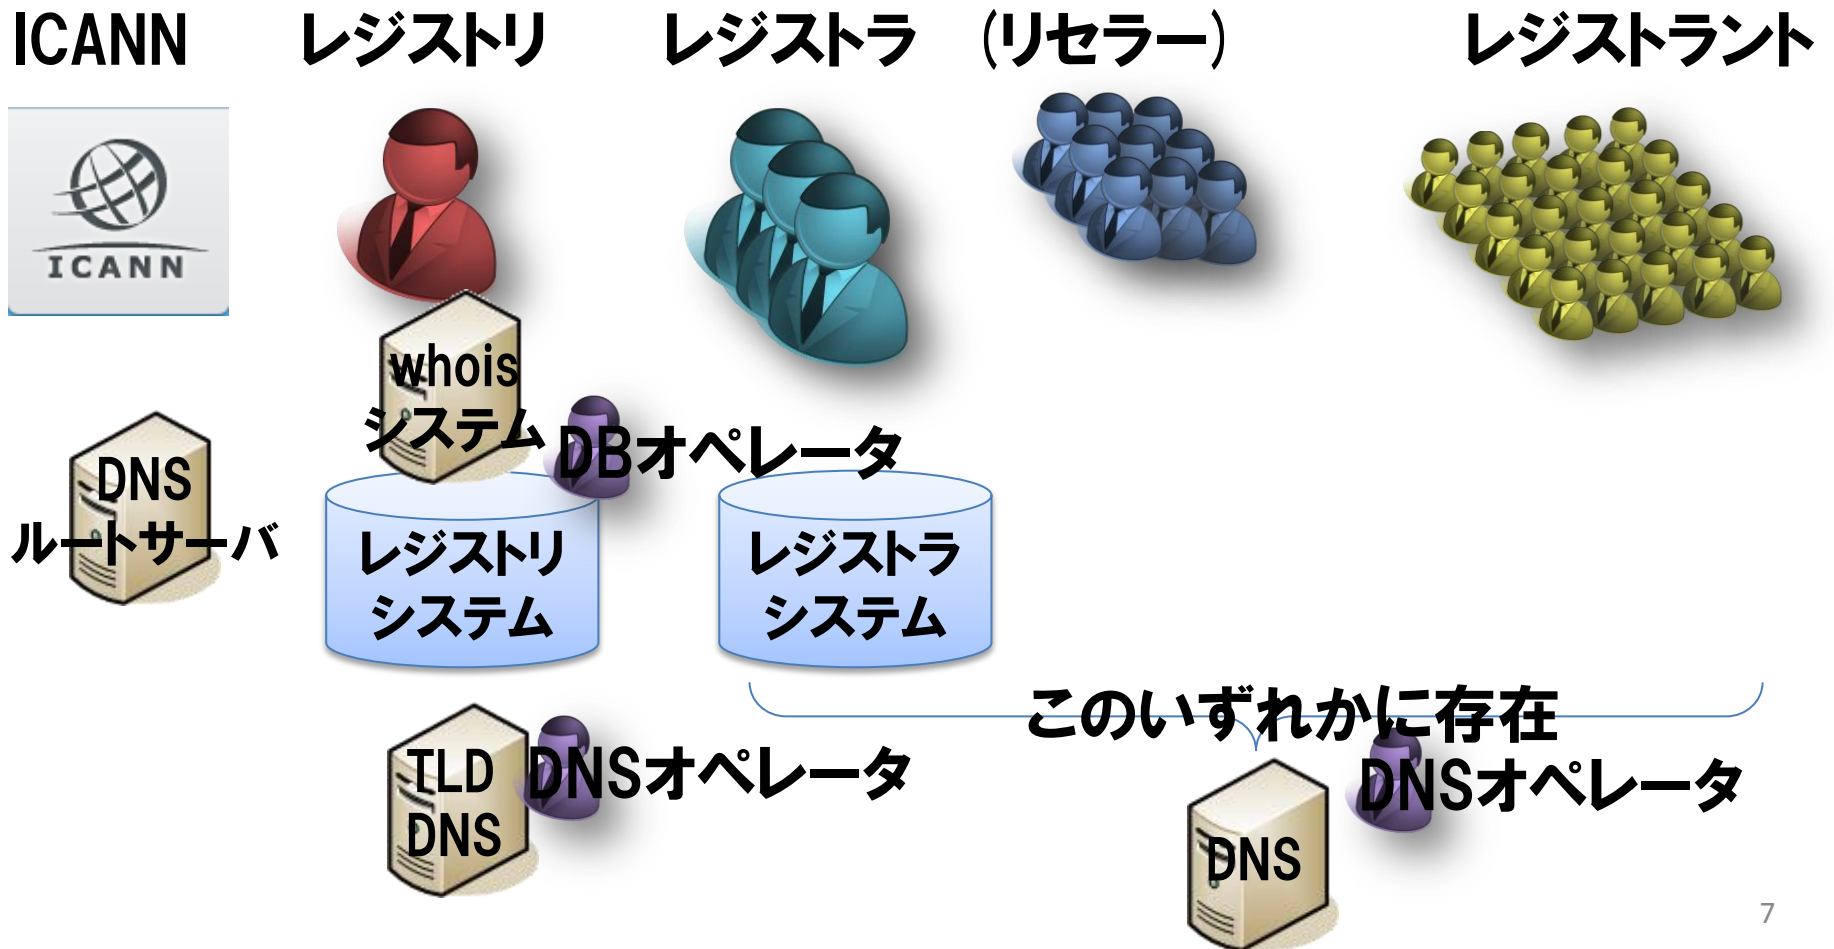 ICANN
レジストリ
レジストラ
(リセラー)
レジストラント
ICANN
whois
システム
DBオペレータ
DNS
ルートサーバ
レジストリ
システム
レジストラ
システム
このいずれかに存在
TLD
DNS
DNSオペレータ
DNSオペレータ
DNS
7